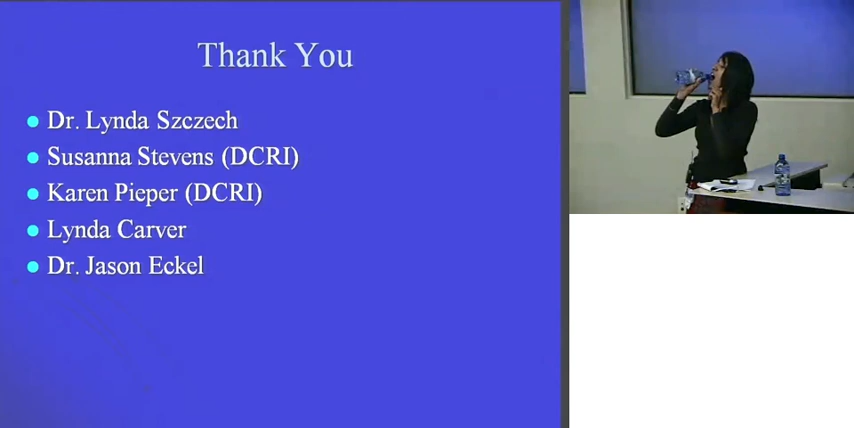 Thank You
Dr. Lynda Szczech
Susanna Stevens (DCRI)
Karen Pieper (DCRI)
Lynda Carver
Dr. Jason Eckel